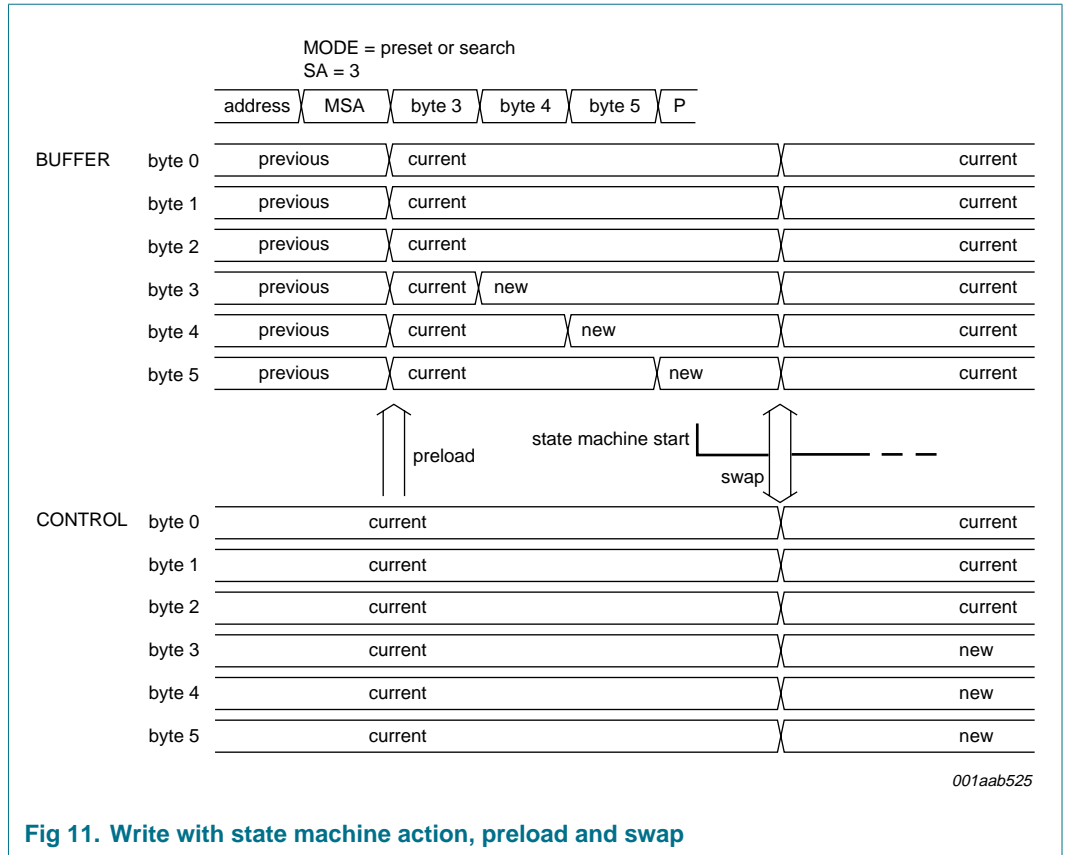 MODE = preset or search
SA = 3
address MSA byte 3 byte 4 byte 5 P
BUFFER byte 0 previous current current
byte 1 previous current current
byte 2 previous current current
byte 3 previous current new current
byte 4 previous current new current
byte 5 previous current new current
state machine start
preload
swap
CONTROL byte 0 current current
byte 1 current current
byte 2 current current
byte 3 current new
byte 4 current new
byte 5 current new
001aab525
Fig 11. Write with state machine action, preload and swap